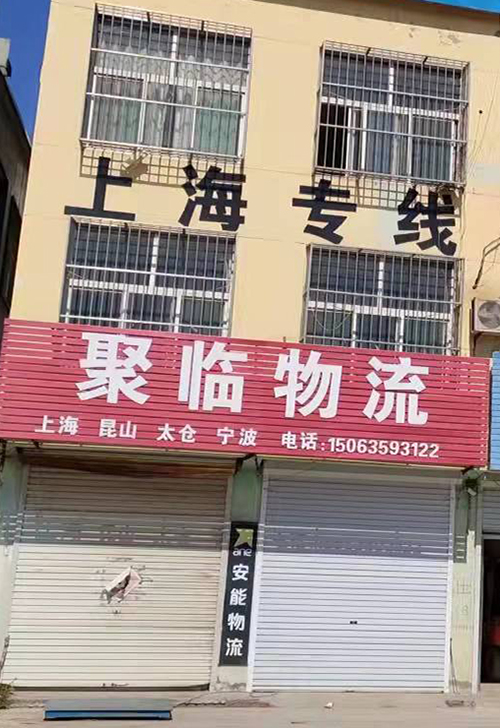 上海专线
聚临物流
上海 昆山 太仓 宁波 电话:15063593122
ane
安能物流